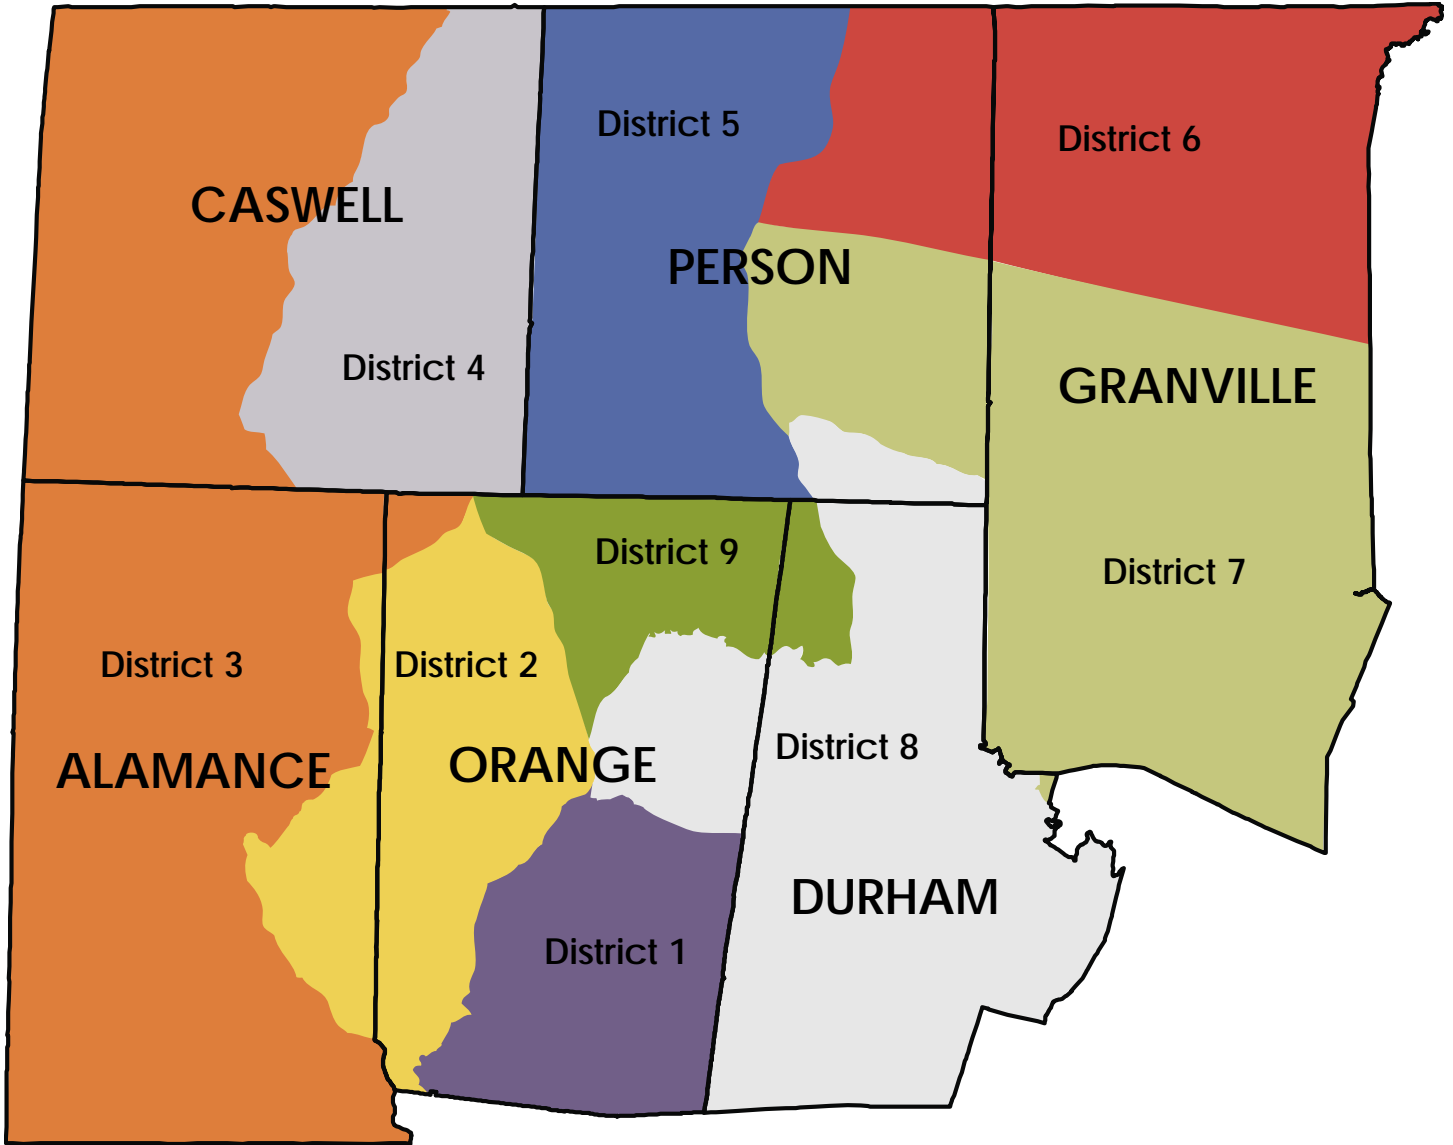 District 5
District 6
CASWELL
PERSON
District 4
GRANVILLE
District 9
District 7
District 3
District 2
District 8
ALAMANCE
ORANGE
DURHAM
District 1